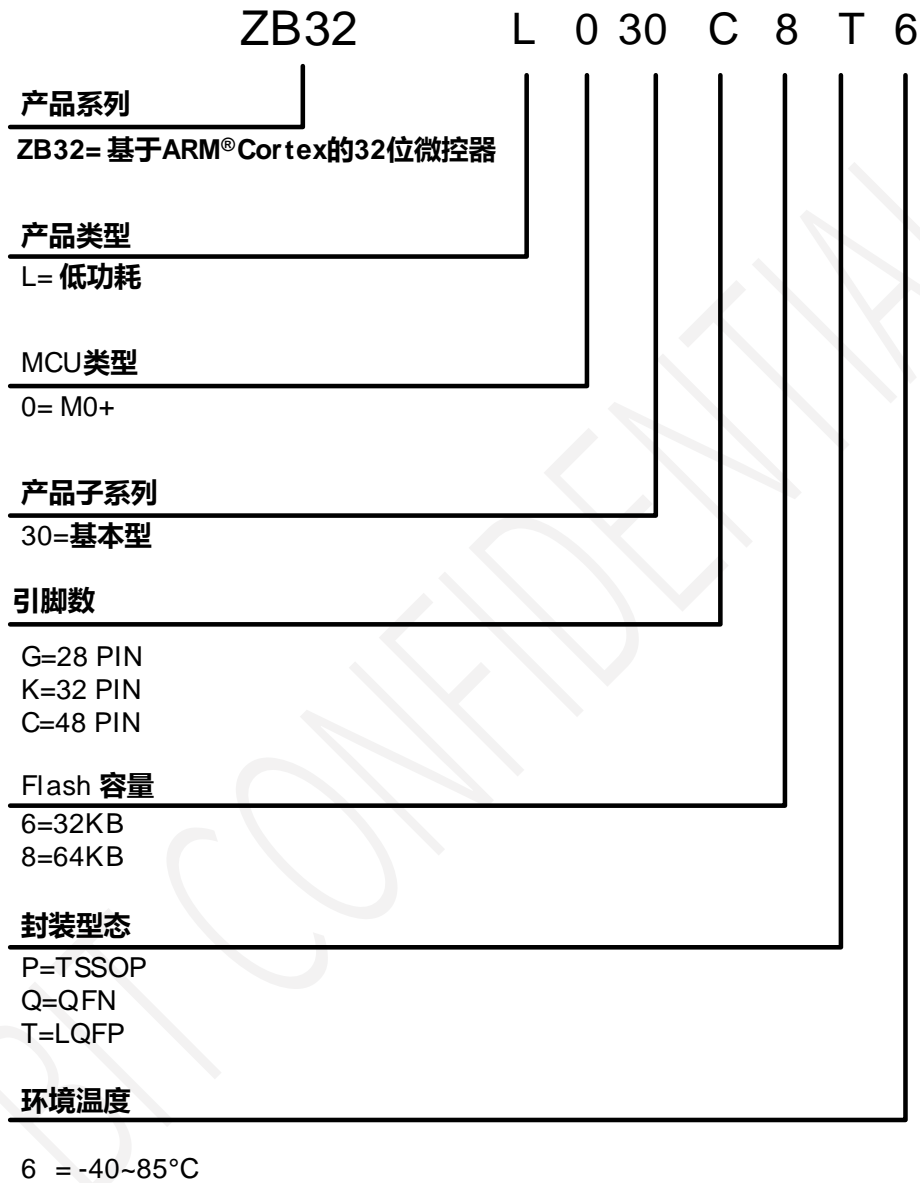 ZB32 L 0 30 C 8 T 6
产品系列
ZB32= 基于ARM®Cortex的32位微控器
产品类型
L= 低功耗
MCU类型
0= M0+
产品子系列
30=基本型
引脚数
G=28 PIN
K=32 PIN
C=48 PIN
Flash 容量
6=32KB
8=64KB
封装型态
P=TSSOP
Q=QFN
T=LQFP
环境温度
6 = -40~85°C
BIT CONFIDENTIAL